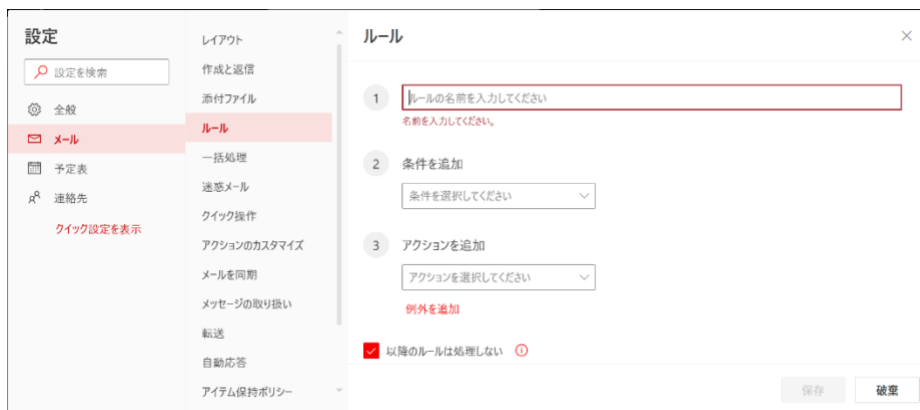 設定
設定を検索
全般
メール
予定表
連絡先
クイック設定を表示
レイアウト
作成と返信
添付ファイル
ルール
一括処理
迷惑メール
クイック操作
アクションのカスタマイズ
メールを同期
メッセージの取り扱い
転送
自動応答
アイテム保持ポリシー
ルール
1
ルールの名前を入力してください
名前を入力してください。
2 条件を追加
条件を選択してください
3 アクションを追加
アクションを選択してください
例外を追加
以降のルールは処理しない
保存 破棄